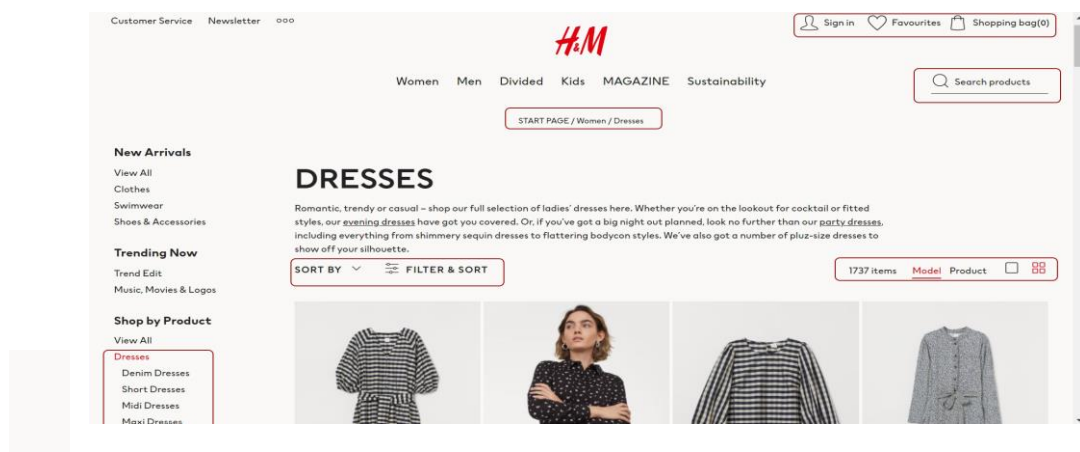 Customer Service Newsletter ooo
Sign in Favourites Shopping bag(0)
H&M
Women Men Divided Kids MAGAZINE Sustainability
Search products
START PAGE / Women / Dresses
New Arrivals
View All
Clothes
Swimwear
Shoes & Accessories
Trending Now
Trend Edit
Music, Movies & Logos
Shop by Product
View All
Dresses
Denim Dresses
Short Dresses
Midi Dresses
Maxi Dresses
DRESSES
Romantic, trendy or casual – shop our full selection of ladies' dresses here. Whether you're on the lookout for cocktail or fitted
styles, our evening dresses have got you covered. Or, if you've got a big night out planned, look no further than our party dresses,
including everything from shimmery sequin dresses to flattering bodycon styles. We've also got a number of pluz-size dresses to
show off your silhouette.
SORT BY FILTER & SORT
1737 items Model Product